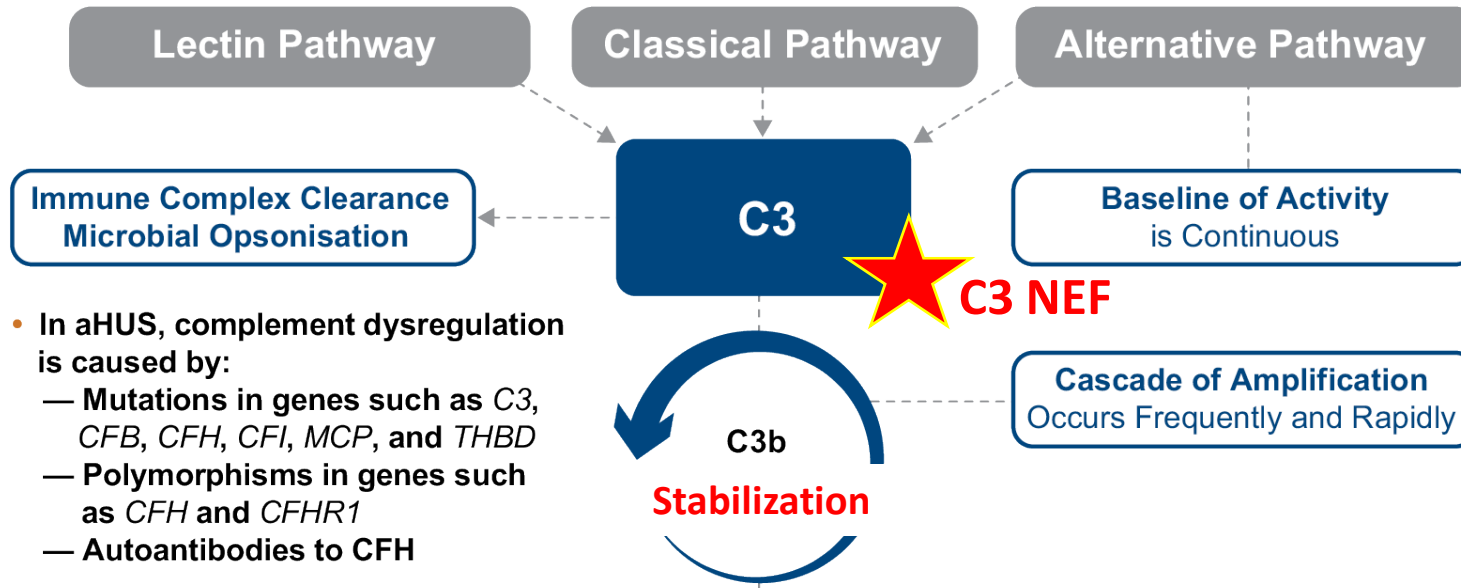 Lectin Pathway
Classical Pathway
Alternative Pathway
Immune Complex Clearance
Microbial Opsonisation
C3
Baseline of Activity
is Continuous
C3 NEF
• In aHUS, complement dysregulation
is caused by:
— Mutations in genes such as C3,
CFB, CFH, CFI, MCP, and THBD
— Polymorphisms in genes such
as CFH and CFHR1
— Autoantibodies to CFH
C3b
Stabilization
Cascade of Amplification
Occurs Frequently and Rapidly